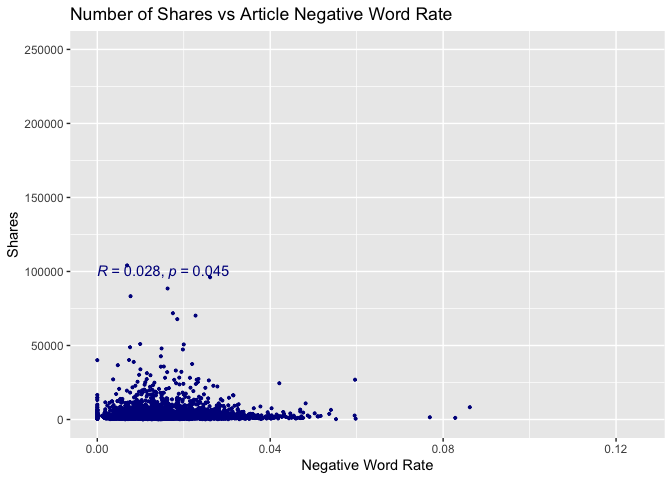 Number of Shares vs Article Negative Word Rate
250000
200000
150000
100000
50000
0
Shares
R = 0.028, p = 0.045
0.00
0.04
0.08
0.12
Negative Word Rate